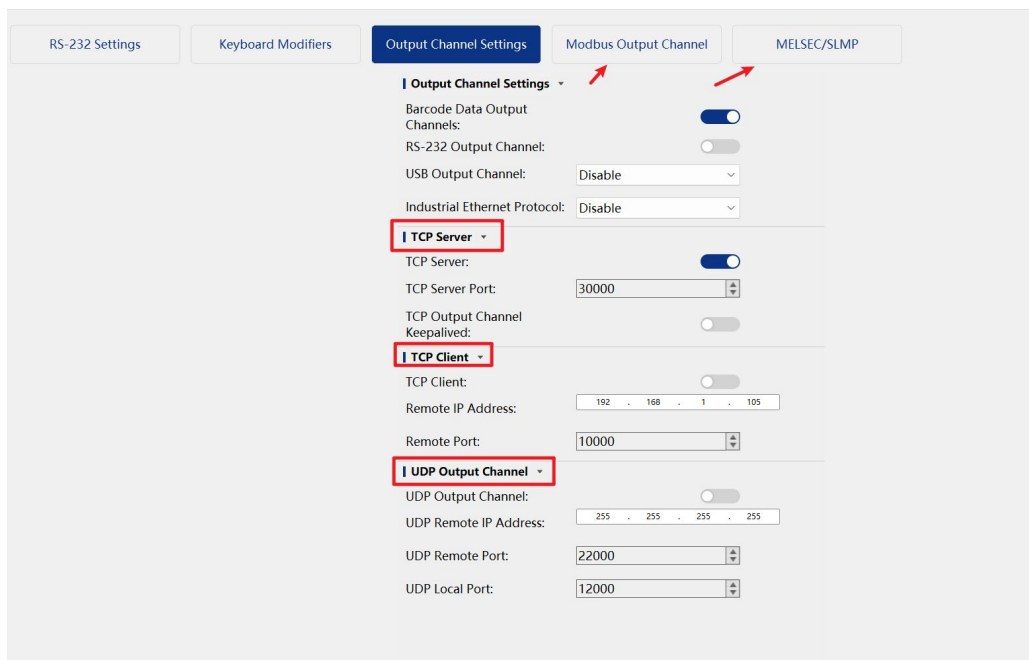 RS-232 Settings
Keyboard Modifiers
Output Channel Settings
Modbus Output Channel
MELSEC/SLMP
Output Channel Settings
Barcode Data Output
Channels:
RS-232 Output Channel:
USB Output Channel: Disable
Industrial Ethernet Protocol: Disable
TCP Server
TCP Server:
TCP Server Port: 30000
TCP Output Channel
Keepalived:
TCP Client
TCP Client:
Remote IP Address: 192 . 168 . 1 . 105
Remote Port: 10000
UDP Output Channel
UDP Output Channel:
UDP Remote IP Address: 255 . 255 . 255 . 255
UDP Remote Port: 22000
UDP Local Port: 12000